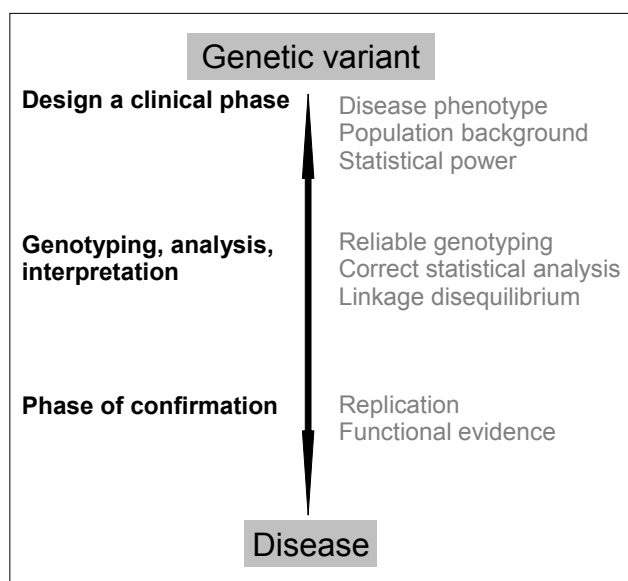 Genetic variant
Design a clinical phase
Disease phenotype
Population background
Statistical power
Genotyping, analysis,
interpretation
Reliable genotyping
Correct statistical analysis
Linkage disequilibrium
Phase of confirmation
Replication
Functional evidence
Disease